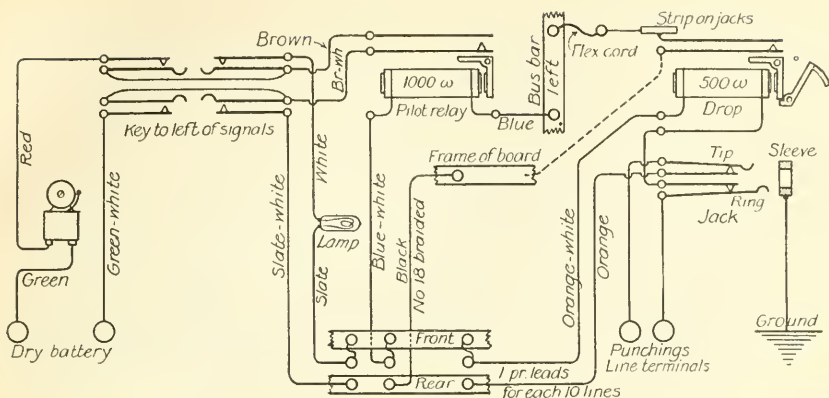 Brown
Br-wh
Strip on jacks
Flex cord
Bus bar
left
1000 ω
Pilot relay
500 ω
Drop
Blue
Key to left of signals
Red
White
Frame of board
Tip
Sleeve
Ring
Jack
Green-white
Slate-white
Lamp
Blue-white
Black
No 18 braided
Orange-white
Orange
Green
Slate
Dry battery
Front
Rear
1 pr. leads
for each 10 lines
Punchings
Line terminals
Ground